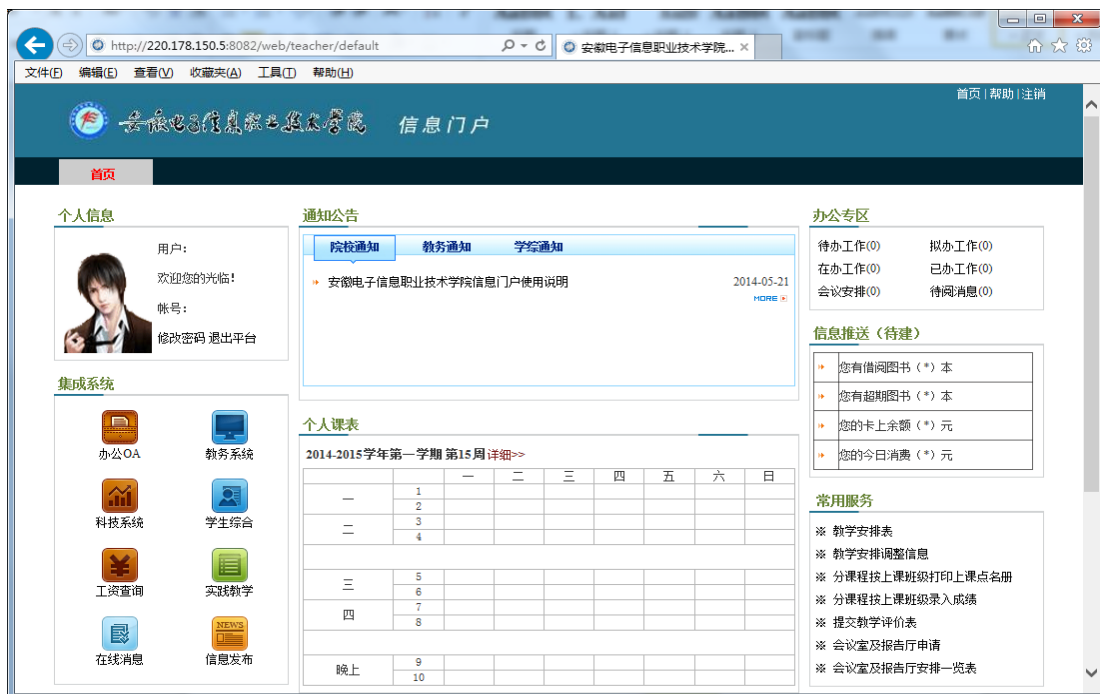 http://220.178.150.5:8082/web/teacher/default
安徽电子信息职业技术学院...
文件(F) 编辑(E) 查看(V) 收藏夹(A) 工具(T) 帮助(H)
首页 | 帮助 | 注销
安徽电子信息职业技术学院 信息门户
首页
个人信息
用户:
欢迎您的光临!
帐号:
修改密码 退出平台
集成系统
办公OA 教务系统
科技系统 学生综合
工资查询 实践教学
NEWS
在线消息 信息发布
通知公告
院校通知 教务通知 学综通知
安徽电子信息职业技术学院信息门户使用说明 2014-05-21
MORE
个人课表
2014-2015学年第一学期 第15周详细>>
一 二 三 四 五 六 日
一 1
2
二 3
4
三 5
6
四 7
8
晚上 9
10
办公专区
待办工作(0) 拟办工作(0)
在办工作(0) 已办工作(0)
会议安排(0) 待阅消息(0)
信息推送（待建）
您有借阅图书（*）本
您有超期图书（*）本
您的卡上余额（*）元
您的今日消费（*）元
常用服务
※ 教学安排表
※ 教学安排调整信息
※ 分课程按上课班级打印上课点名册
※ 分课程按上课班级录入成绩
※ 提交教学评价表
※ 会议室及报告厅申请
※ 会议室及报告厅安排一览表